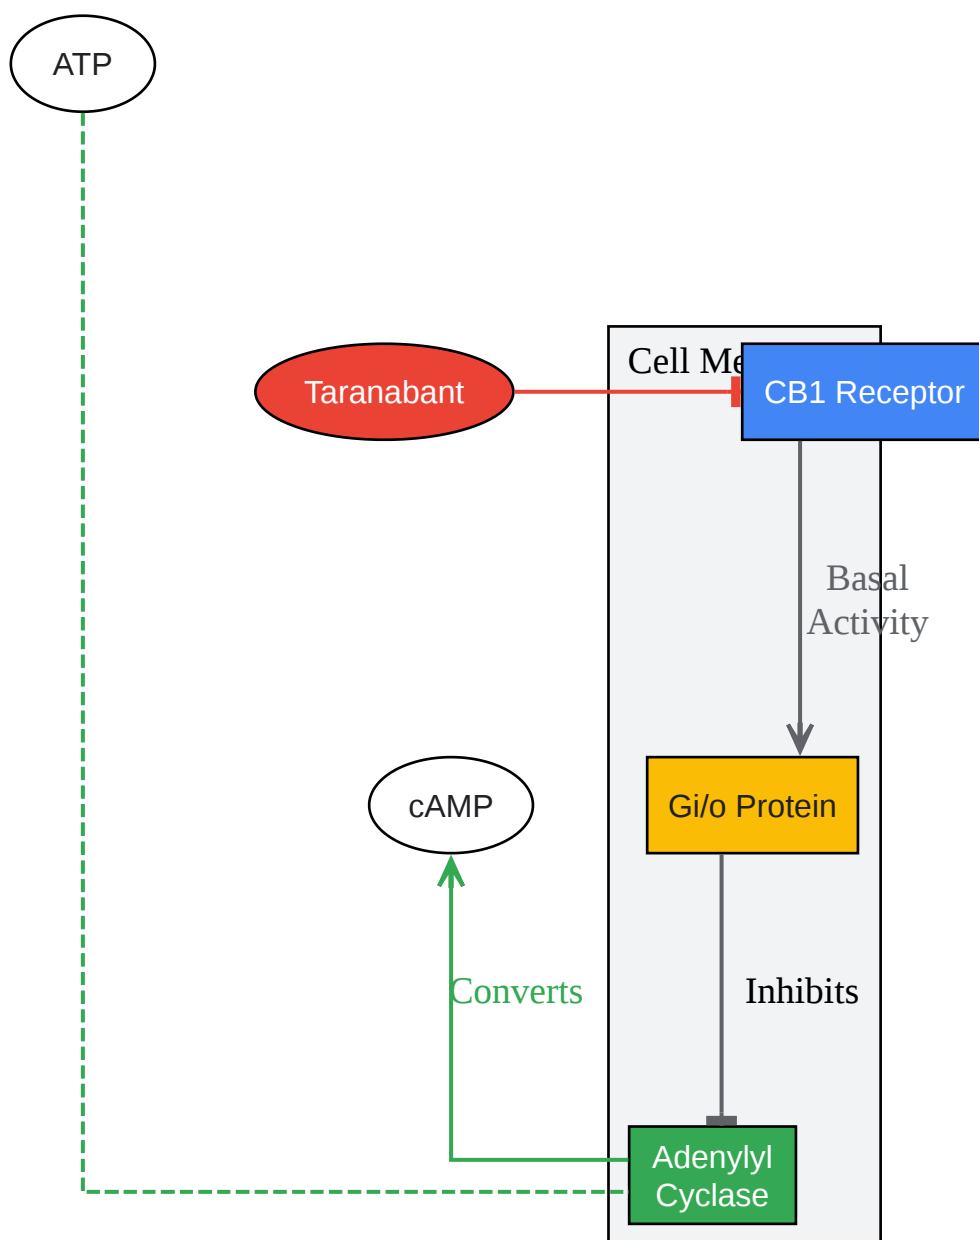 ATP
Cell Me
Taranabant
CB1 Receptor
Basal
Activity
cAMP
Gi/o Protein
Converts
Inhibits
Adenylyl
Cyclase